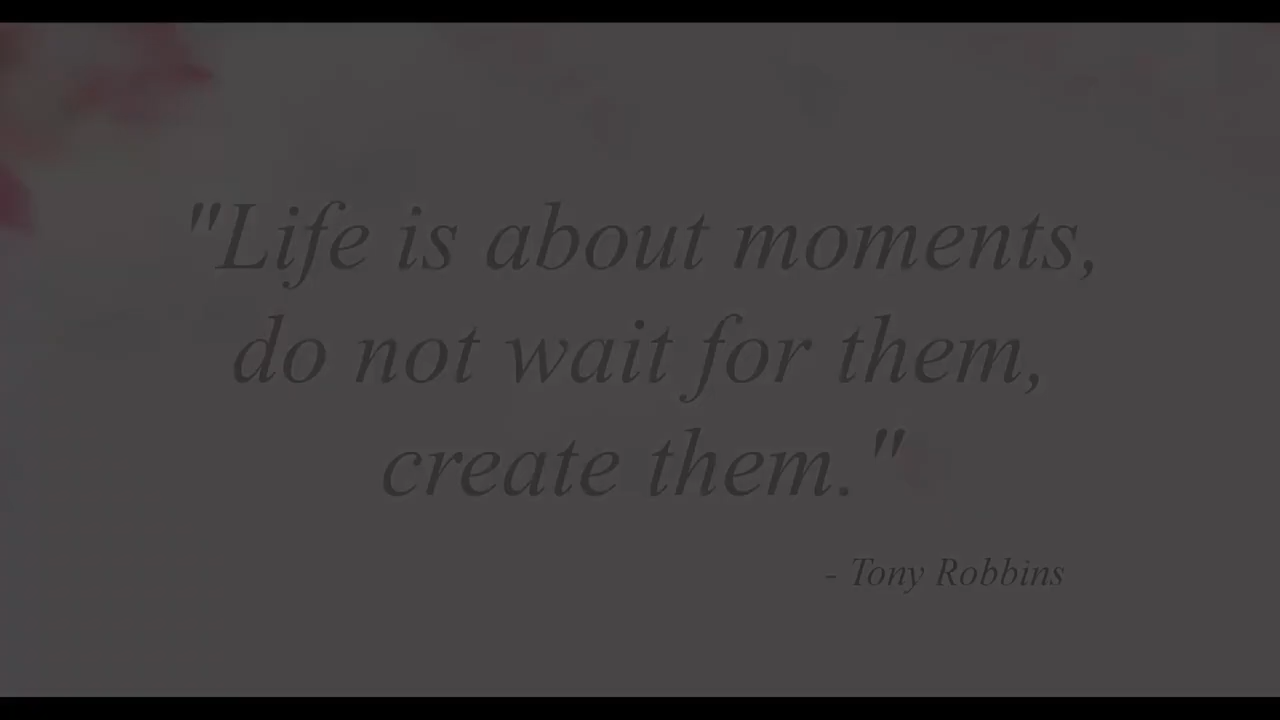 "Life is about moments,
do not wait for them,
create them."
- Tony Robbins